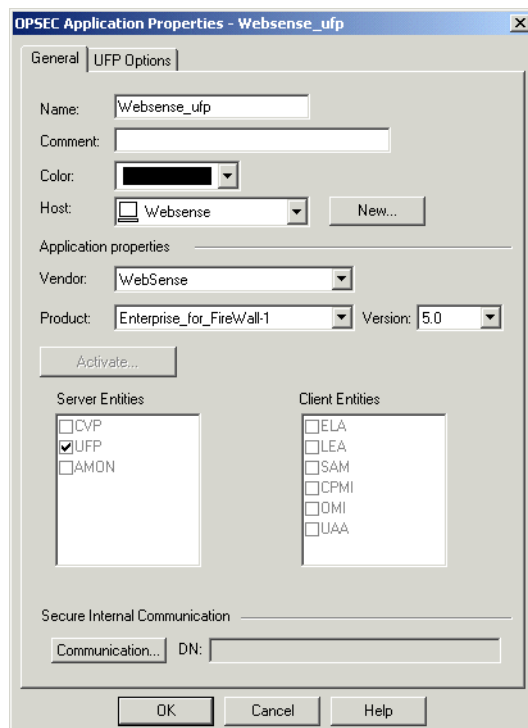 OPSEC Application Properties - Websense_ufp
General UFP Options
Name: Websense_ufp
Comment:
Color:
Host: Websense New...
Application properties
Vendor: WebSense
Product: Enterprise_for_FireWall-1 Version: 5.0
Activate...
Server Entities Client Entities
CVP ELA
UFP LEA
AMON SAM
CPMI
OMI
UAA
Secure Internal Communication
Communication... DN:
OK Cancel Help